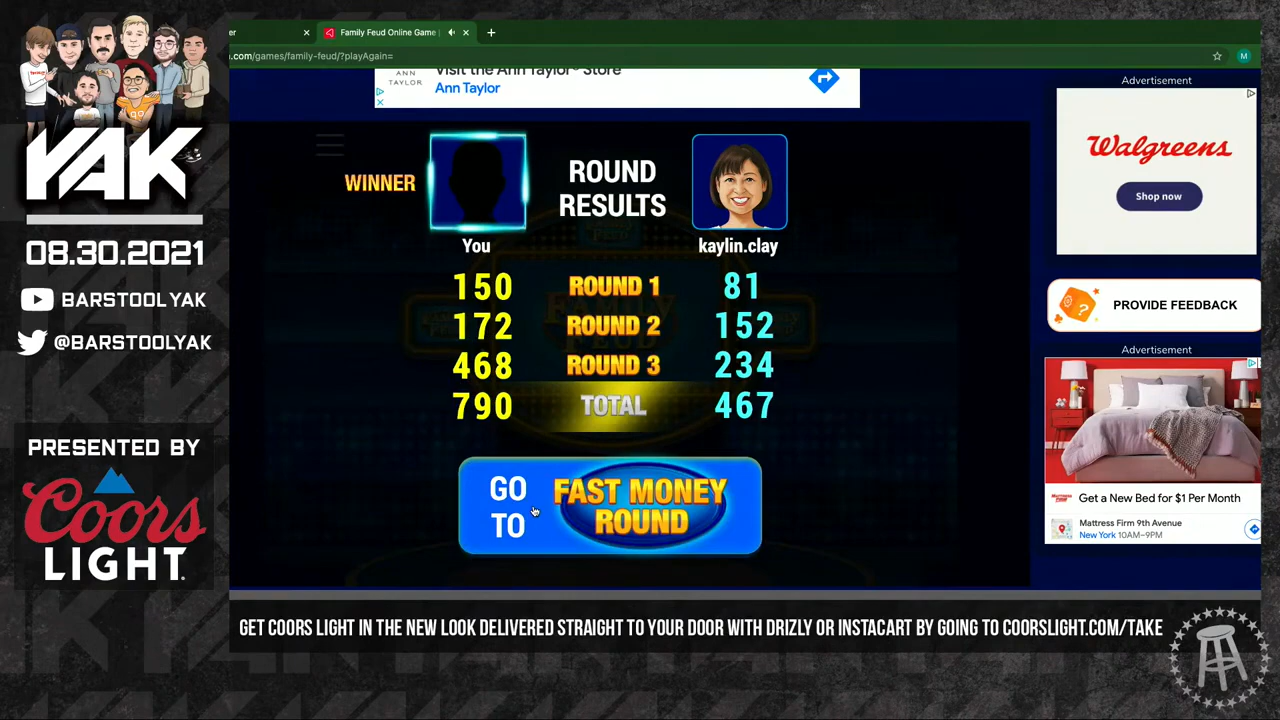 YAK
08.30.2021
BARSTOOLYAK
@BARSTOOLYAK
PRESENTED BY
Coors
LIGHT
er
Family Feud Online Game
.com/games/family-feud/?playAgain=
M
ANN
TAYLOR
Visit the Ann Taylor® Store
Ann Taylor
WINNER
You
ROUND
RESULTS
kaylin.clay
150 ROUND 1 81
172 ROUND 2 152
468 ROUND 3 234
790 TOTAL 467
GO
TO
FAST MONEY
ROUND
Advertisement
Walgreens
Shop now
PROVIDE FEEDBACK
Advertisement
Get a New Bed for $1 Per Month
Mattress Firm 9th Avenue
New York 10AM–9PM
GET COORS LIGHT IN THE NEW LOOK DELIVERED STRAIGHT TO YOUR DOOR WITH DRIZLY OR INSTACART BY GOING TO COORSLIGHT.COM/TAKE